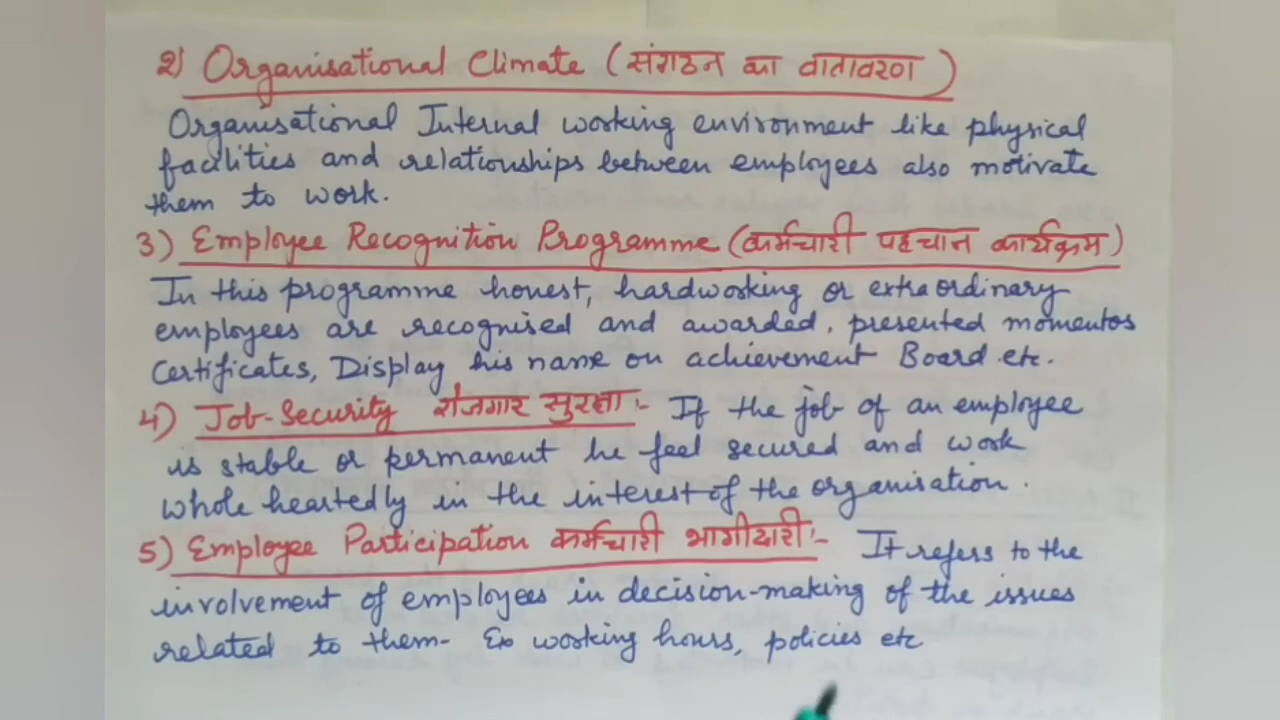 2) Organisational Climate (संगठन का वातावरण)
Organisational Internal working environment like physical
facilities and relationships between employees also motivate
them to work.
3) Employee Recognition Programme (कर्मचारी पहचान कार्यक्रम)
In this programme honest, hardworking or extraordinary
employees are recognised and awarded. presented momentos
certificates, Display his name on achievement Board etc.
4) Job-Security रोजगार सुरक्षा :- If the job of an employee
is stable or permanent he feel secured and work
whole heartedly in the interest of the organisation.
5) Employee Participation कर्मचारी भागीदारी :- It refers to the
involvement of employees in decision-making of the issues
related to them- Ex working hours, policies etc